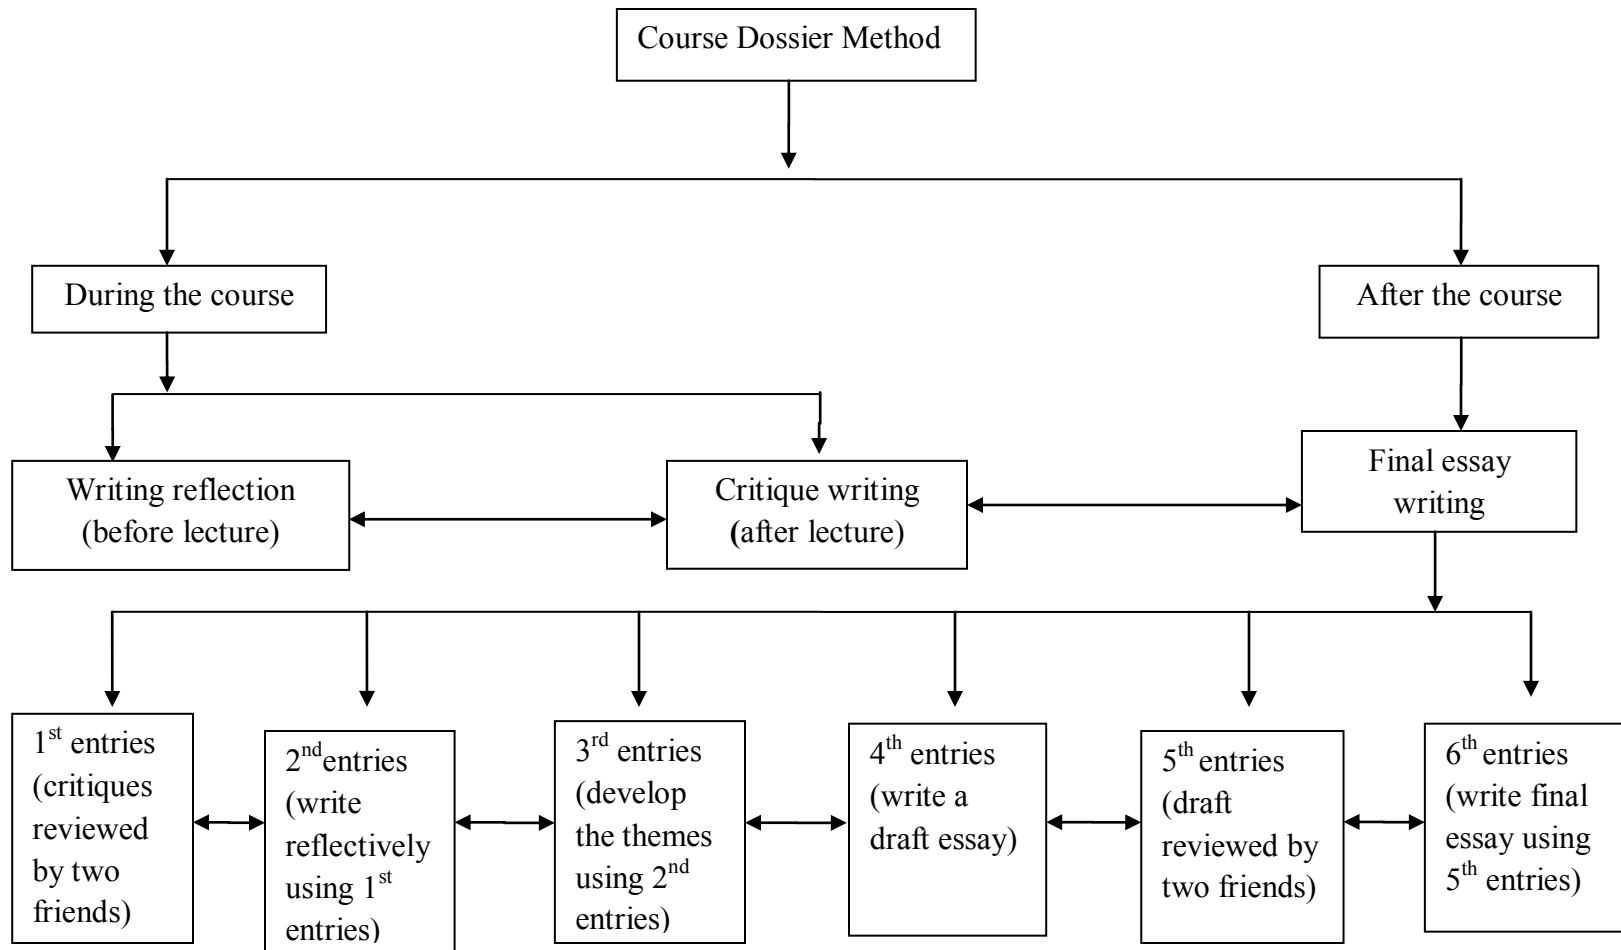 Course Dossier Method
During the course
After the course
Writing reflection
(before lecture)
Critique writing
(after lecture)
Final essay
writing
1st entries
(critiques
reviewed
by two
friends)
2nd entries
(write
reflectively
using 1st
entries)
3rd entries
(develop
the themes
using 2nd
entries)
4th entries
(write a
draft essay)
5th entries
(draft
reviewed by
two friends)
6th entries
(write final
essay using
5th entries)